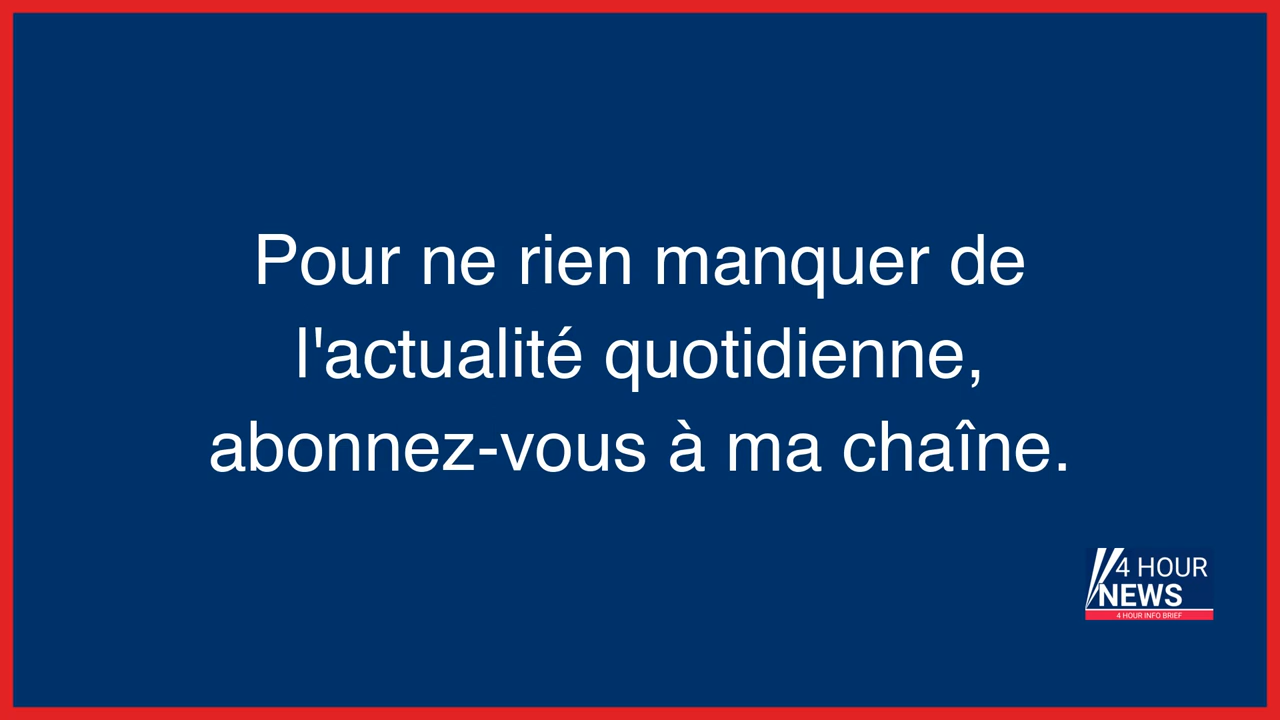 Pour ne rien manquer de
l'actualité quotidienne,
abonnez-vous à ma chaîne.
4 HOUR
NEWS
4 HOUR INFO BRIEF